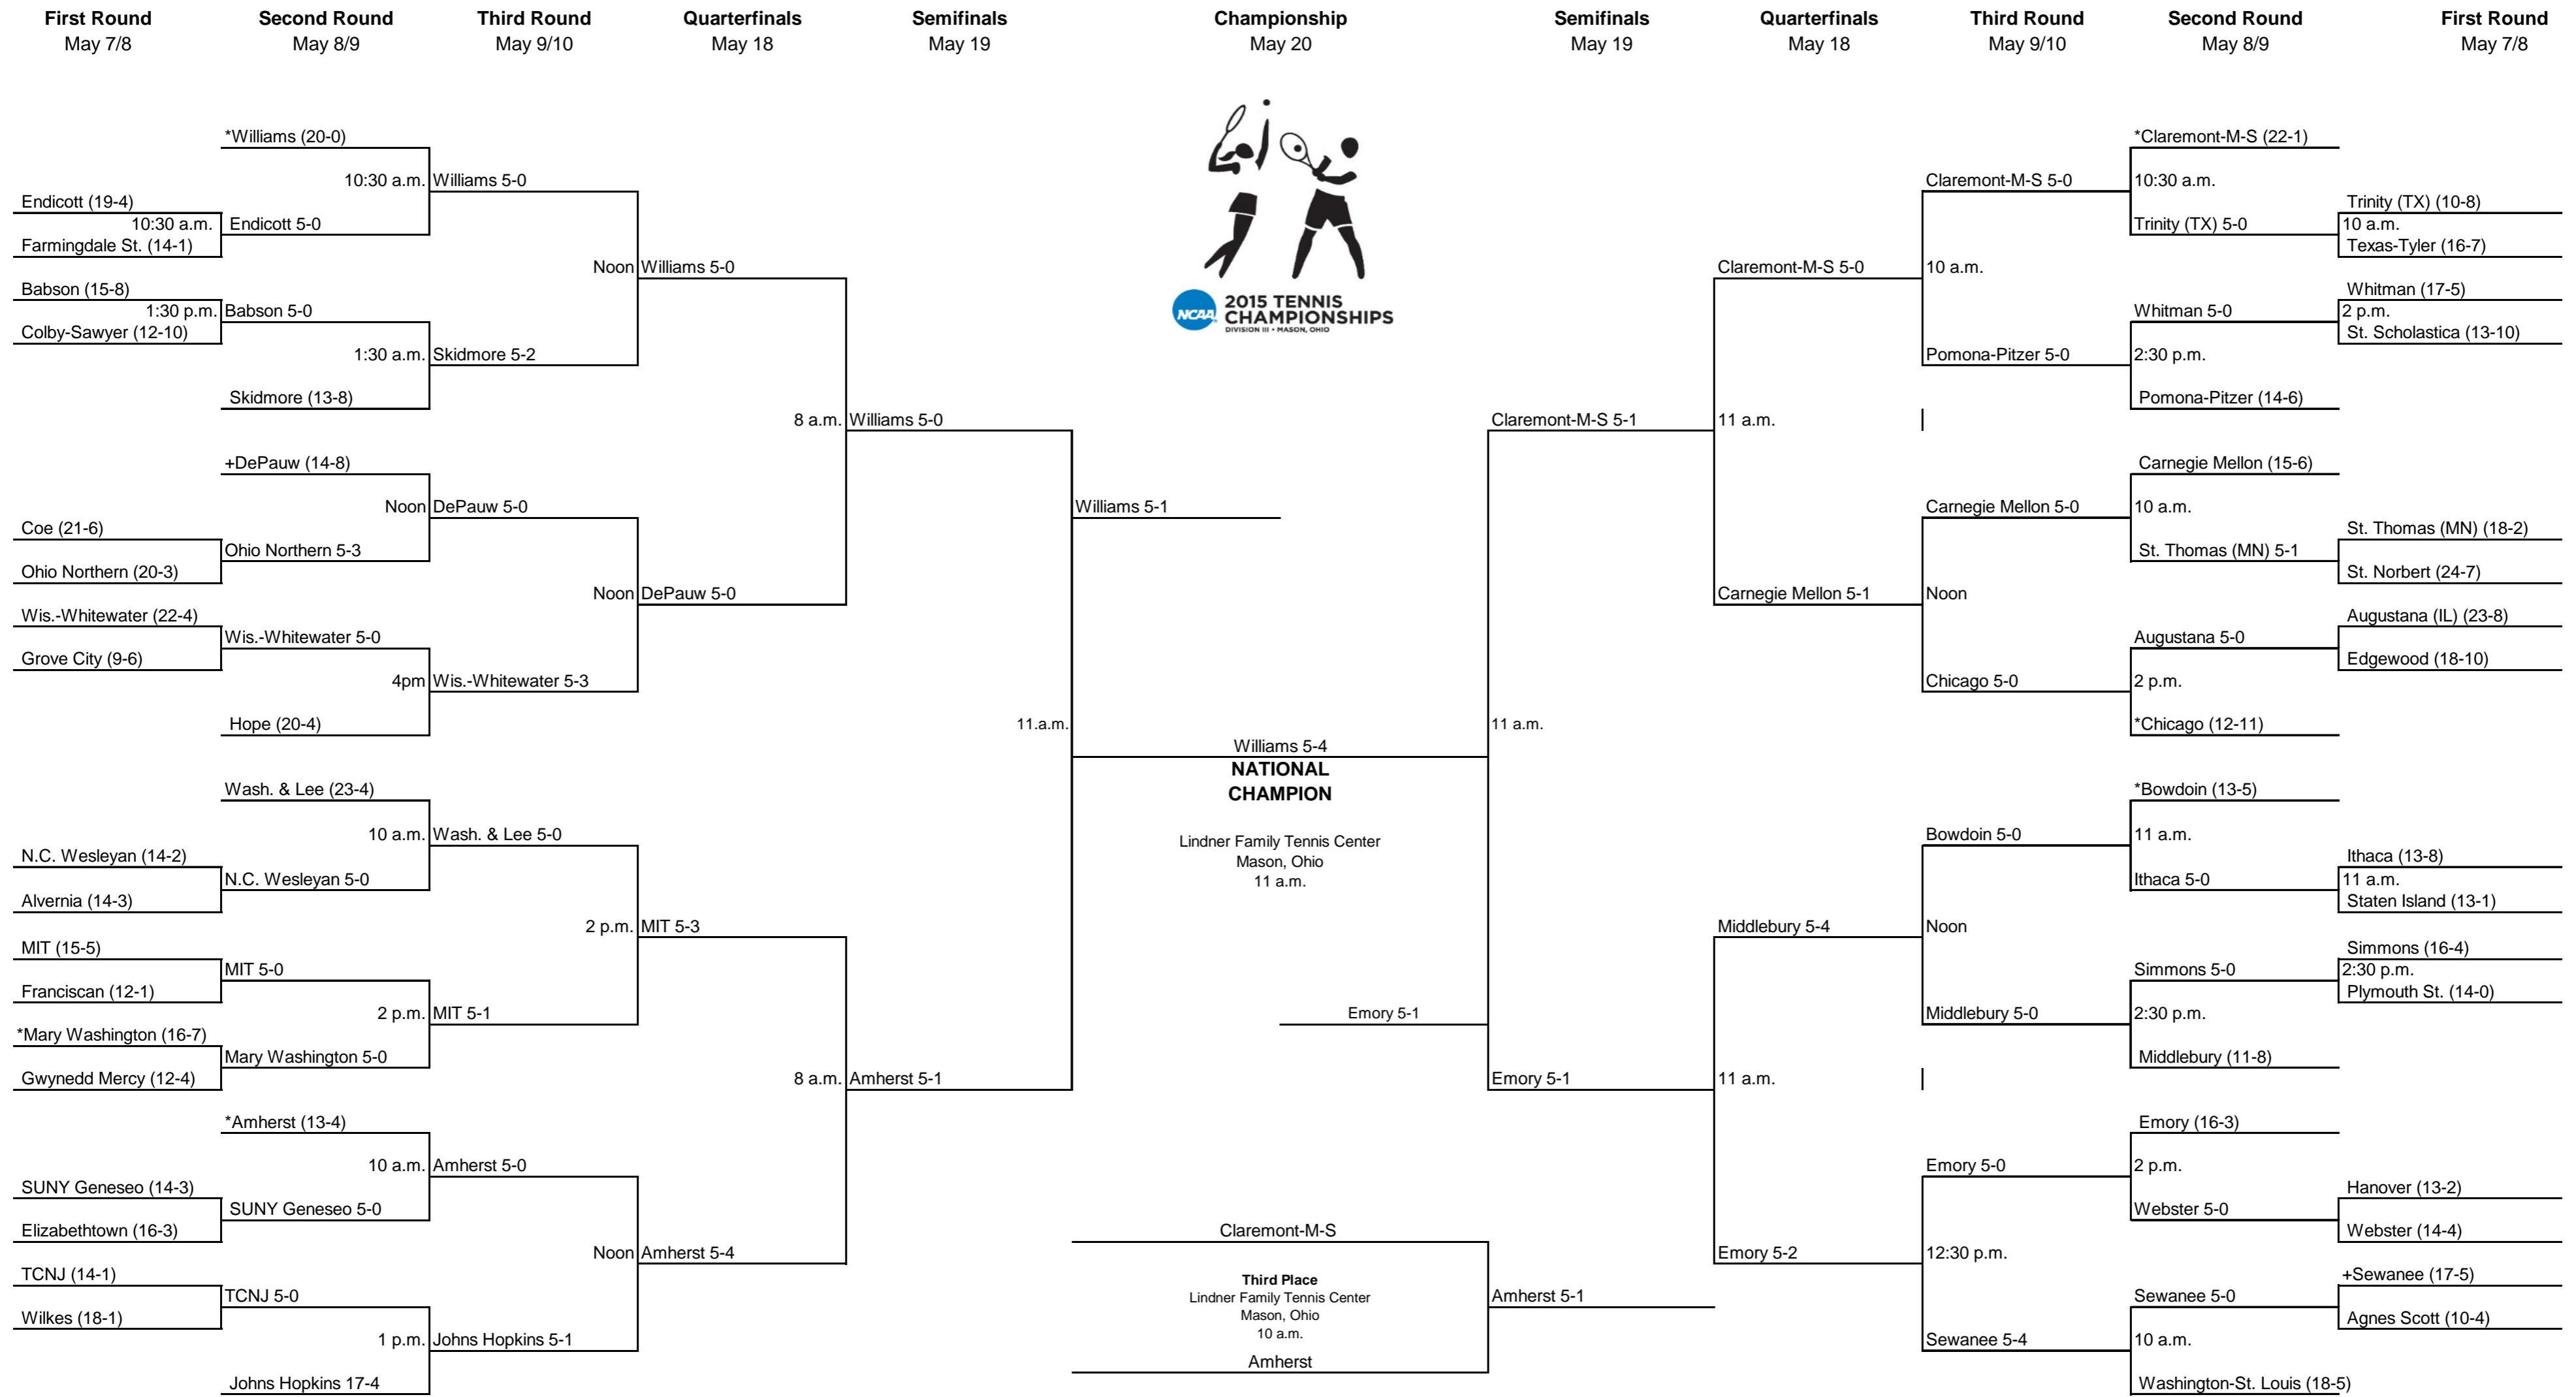 First Round
May 7/8
Second Round
May 8/9
Third Round
May 9/10
Quarterfinals
May 18
Semifinals
May 19
Championship
May 20
Semifinals
May 19
Quarterfinals
May 18
Third Round
May 9/10
Second Round
May 8/9
First Round
May 7/8
*Williams (20-0)
10:30 a.m.
Williams 5-0
Endicott (19-4)
10:30 a.m.
Endicott 5-0
Farmingdale St. (14-1)
Noon
Williams 5-0
Babson (15-8)
1:30 p.m.
Babson 5-0
Colby-Sawyer (12-10)
1:30 a.m.
Skidmore 5-2
Skidmore (13-8)
8 a.m.
Williams 5-0
+DePauw (14-8)
Noon
DePauw 5-0
Coe (21-6)
Ohio Northern 5-3
Ohio Northern (20-3)
Noon
DePauw 5-0
Wis.-Whitewater (22-4)
Wis.-Whitewater 5-0
Grove City (9-6)
4pm
Wis.-Whitewater 5-3
Hope (20-4)
Williams 5-1
11.a.m.
Wash. & Lee (23-4)
10 a.m.
Wash. & Lee 5-0
N.C. Wesleyan (14-2)
N.C. Wesleyan 5-0
Alvernia (14-3)
2 p.m.
MIT 5-3
MIT (15-5)
MIT 5-0
Franciscan (12-1)
2 p.m.
MIT 5-1
*Mary Washington (16-7)
Mary Washington 5-0
Gwynedd Mercy (12-4)
8 a.m.
Amherst 5-1
*Amherst (13-4)
10 a.m.
Amherst 5-0
SUNY Geneseo (14-3)
SUNY Geneseo 5-0
Elizabethtown (16-3)
Noon
Amherst 5-4
TCNJ (14-1)
TCNJ 5-0
Wilkes (18-1)
1 p.m.
Johns Hopkins 5-1
Johns Hopkins 17-4
NCAA
2015 TENNIS
CHAMPIONSHIPS
DIVISION III • MASON, OHIO
Williams 5-4
NATIONAL
CHAMPION
Lindner Family Tennis Center
Mason, Ohio
11 a.m.
Emory 5-1
Claremont-M-S
Third Place
Lindner Family Tennis Center
Mason, Ohio
10 a.m.
Amherst
Amherst 5-1
*Claremont-M-S (22-1)
Claremont-M-S 5-0
10:30 a.m.
Trinity (TX) (10-8)
Trinity (TX) 5-0
10 a.m.
Texas-Tyler (16-7)
Claremont-M-S 5-0
10 a.m.
Whitman (17-5)
Whitman 5-0
2 p.m.
St. Scholastica (13-10)
Pomona-Pitzer 5-0
2:30 p.m.
Pomona-Pitzer (14-6)
Claremont-M-S 5-1
11 a.m.
Carnegie Mellon (15-6)
Carnegie Mellon 5-0
10 a.m.
St. Thomas (MN) (18-2)
St. Thomas (MN) 5-1
St. Norbert (24-7)
Carnegie Mellon 5-1
Noon
Augustana (IL) (23-8)
Augustana 5-0
Edgewood (18-10)
Chicago 5-0
2 p.m.
*Chicago (12-11)
11 a.m.
*Bowdoin (13-5)
Bowdoin 5-0
11 a.m.
Ithaca (13-8)
Ithaca 5-0
11 a.m.
Staten Island (13-1)
Middlebury 5-4
Noon
Simmons (16-4)
Simmons 5-0
2:30 p.m.
Plymouth St. (14-0)
Middlebury 5-0
2:30 p.m.
Middlebury (11-8)
Emory 5-1
11 a.m.
Emory (16-3)
Emory 5-0
2 p.m.
Hanover (13-2)
Webster 5-0
Webster (14-4)
Emory 5-2
12:30 p.m.
+Sewanee (17-5)
Sewanee 5-0
Agnes Scott (10-4)
Sewanee 5-4
10 a.m.
Washington-St. Louis (18-5)